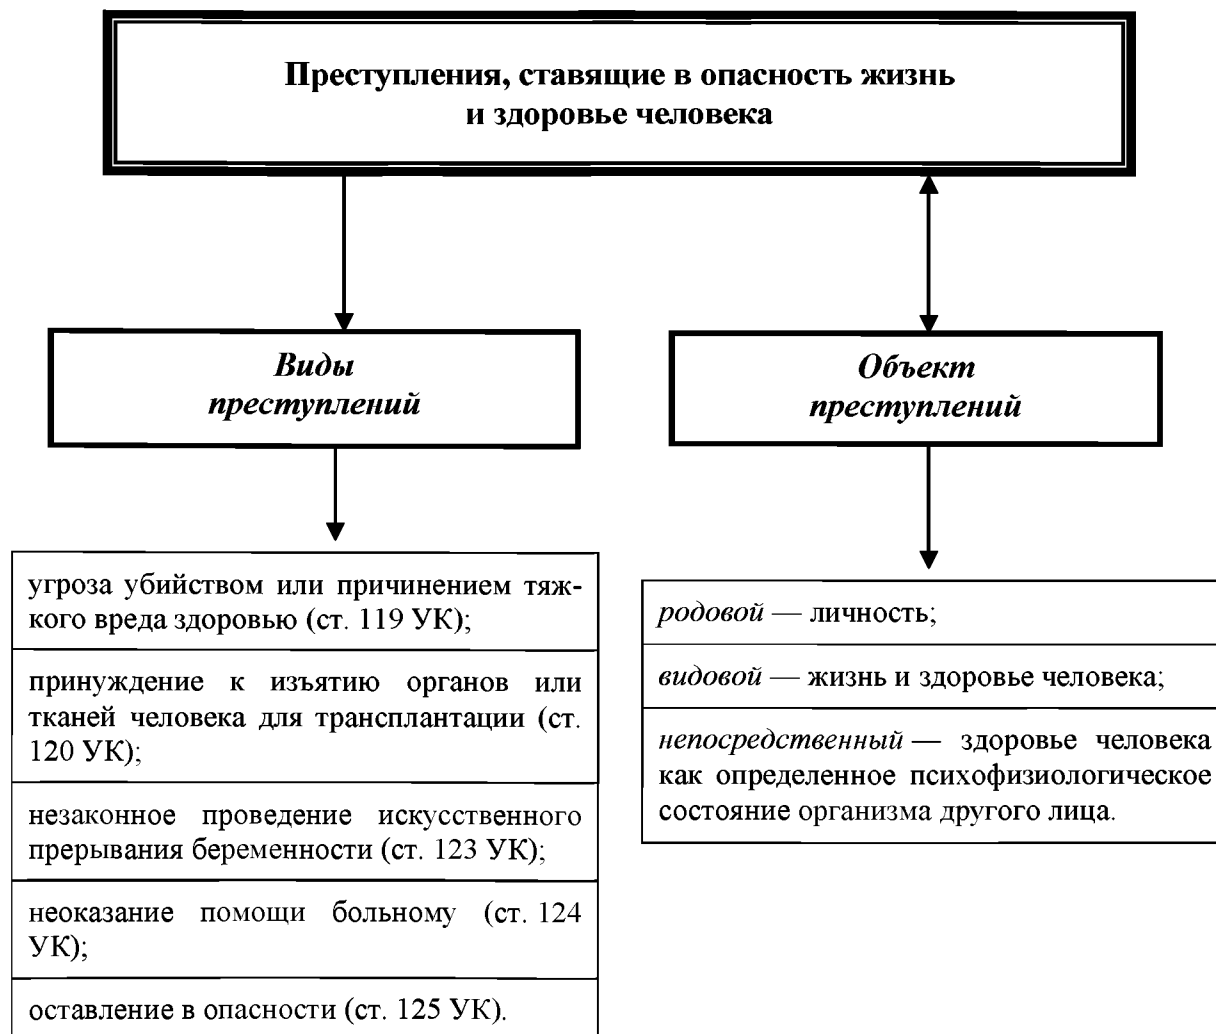 Преступления, ставящие в опасность жизнь
и здоровье человека
Виды
преступлений
угроза убийством или причинением тяж-
кого вреда здоровью (ст. 119 УК);
принуждение к изъятию органов или
тканей человека для трансплантации (ст.
120 УК);
незаконное проведение искусственного
прерывания беременности (ст. 123 УК);
неоказание помощи больному (ст. 124
УК);
оставление в опасности (ст. 125 УК).
Объект
преступлений
родовой — личность;
видовой — жизнь и здоровье человека;
непосредственный — здоровье человека
как определенное психофизиологическое
состояние организма другого лица.